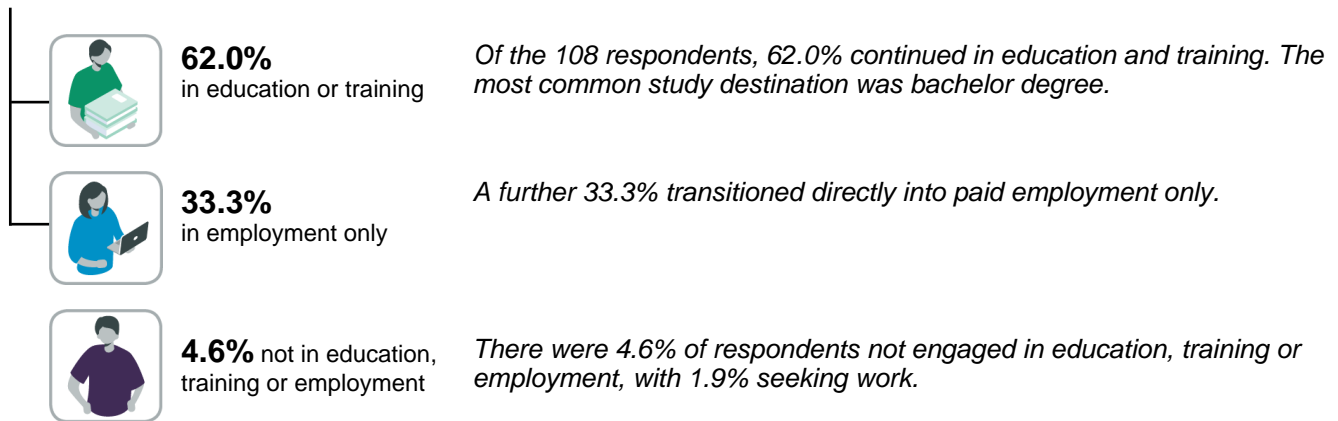 62.0%
in education or training
Of the 108 respondents, 62.0% continued in education and training. The
most common study destination was bachelor degree.
33.3%
in employment only
A further 33.3% transitioned directly into paid employment only.
4.6% not in education,
training or employment
There were 4.6% of respondents not engaged in education, training or
employment, with 1.9% seeking work.